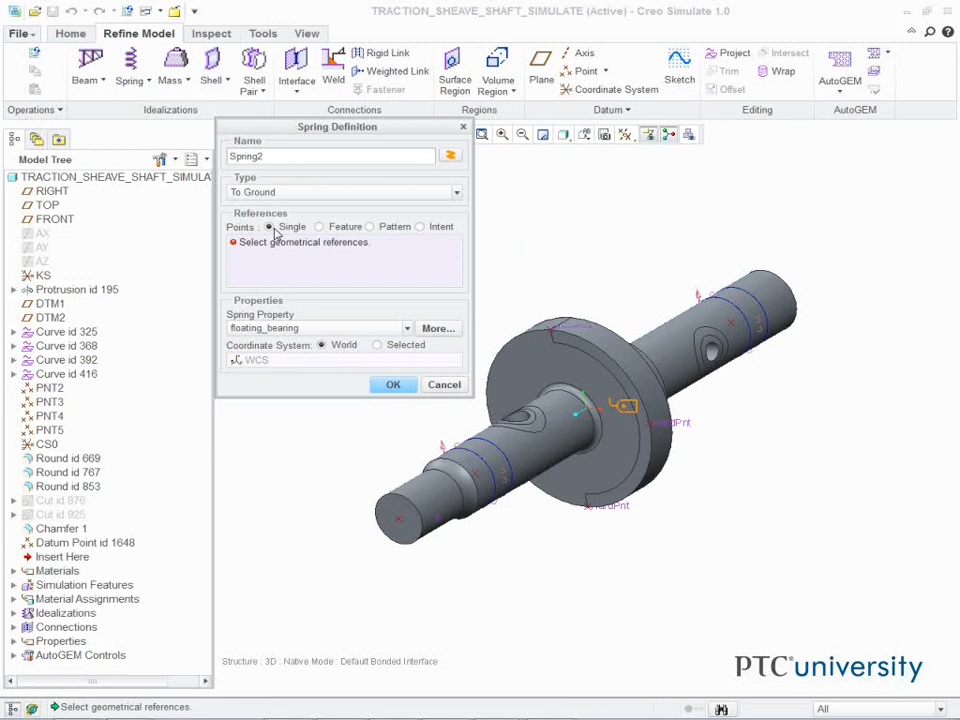 TRACTION_SHEAVE_SHAFT_SIMULATE (Active) - Creo Simulate 1.0
File
Home
Refine Model
Inspect
Tools
View
Beam
Spring
Mass
Shell
Shell Pair
Interface
Weld
Rigid Link
Weighted Link
Fastener
Surface Region
Volume Region
Plane
Axis
Point
Coordinate System
Sketch
Project
Intersect
Trim
Wrap
Offset
AutoGEM
Operations
Idealizations
Connections
Regions
Datum
Editing
AutoGEM
Model Tree
TRACTION_SHEAVE_SHAFT_SIMULA
RIGHT
TOP
FRONT
AX
AY
AZ
KS
Protrusion id 195
DTM1
DTM2
Curve id 325
Curve id 368
Curve id 392
Curve id 416
PNT2
PNT3
PNT4
PNT5
CS0
Round id 669
Round id 767
Round id 853
Cut id 876
Cut id 925
Chamfer 1
Datum Point id 1648
Insert Here
Materials
Simulation Features
Material Assignments
Idealizations
Connections
Properties
AutoGEM Controls
Spring Definition
Name
Spring2
Type
To Ground
References
Points : Single Feature Pattern Intent
Select geometrical references.
Properties
Spring Property
floating_bearing
More...
Coordinate System: World Selected
WCS
OK
Cancel
Structure : 3D : Native Mode : Default Bonded Interface
PTC university
Select geometrical references.
All